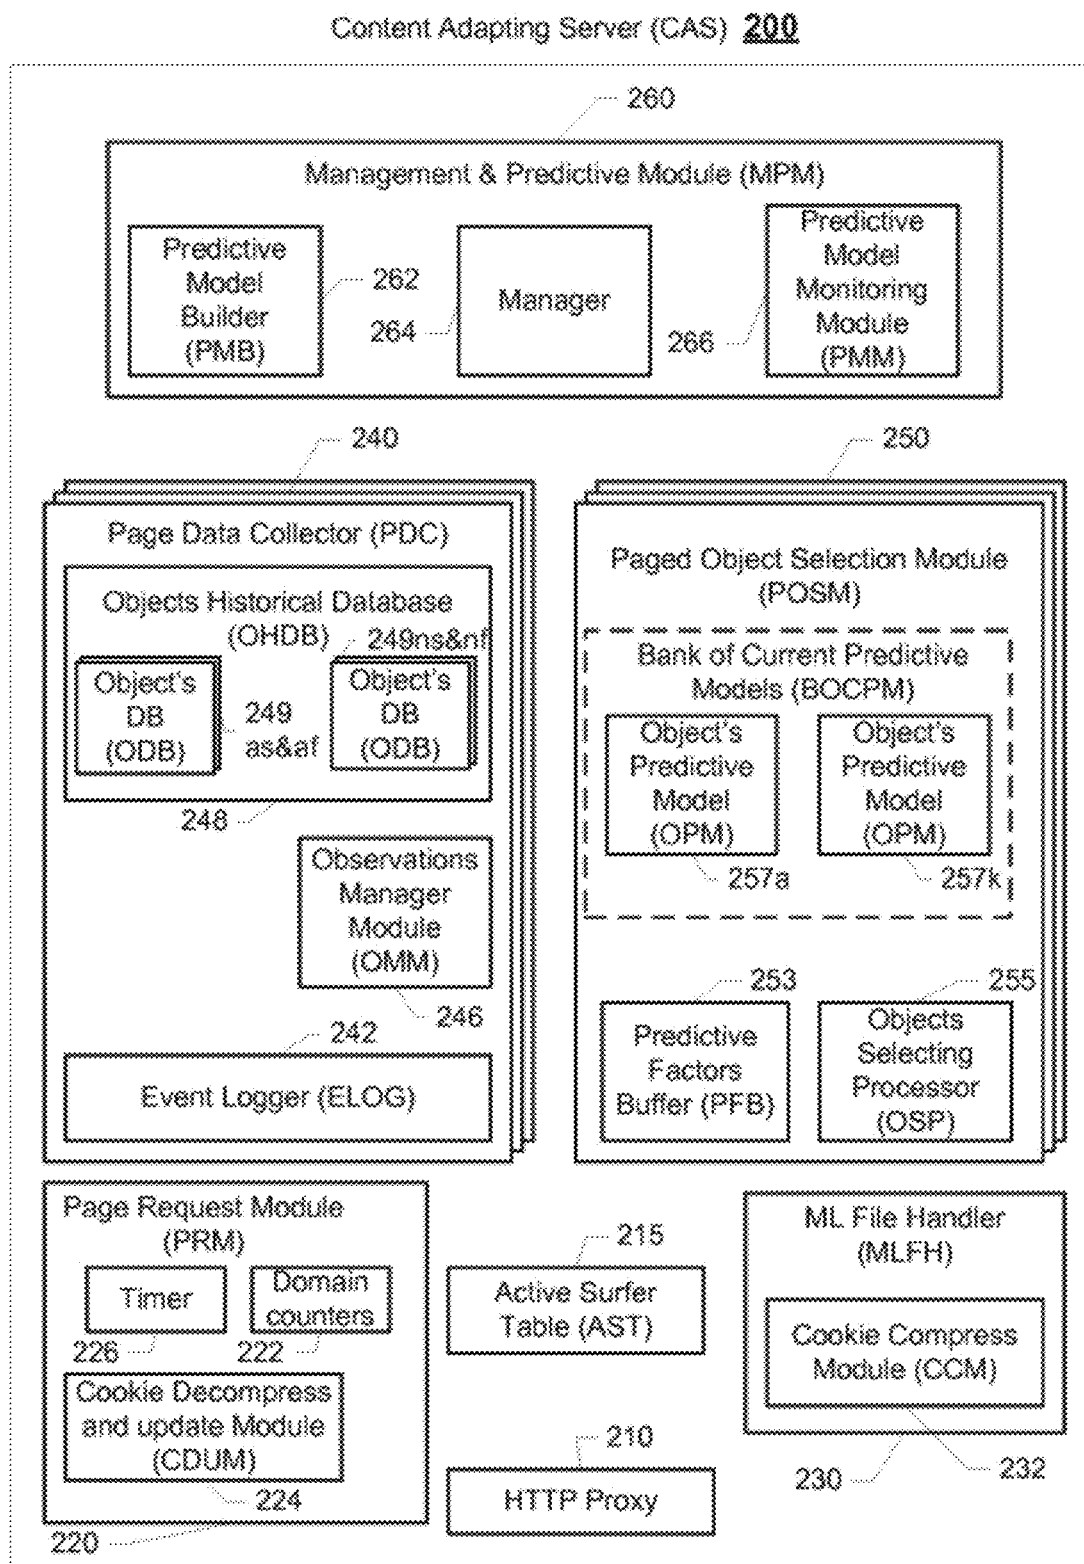 Content Adapting Server (CAS) 200
260
Management & Predictive Module (MPM)
Predictive
Model
Builder
(PMB)
262
264
Manager
266
Predictive
Model
Monitoring
Module
(PMM)
240
Page Data Collector (PDC)
Objects Historical Database
(OHDB)
249ns&nf
Object's
DB
(ODB)
249
as&af
Object's
DB
(ODB)
248
Observations
Manager
Module
(OMM)
246
242
Event Logger (ELOG)
250
Paged Object Selection Module
(POSM)
Bank of Current Predictive
Models (BOCPM)
Object's
Predictive
Model
(OPM)
257a
Object's
Predictive
Model
(OPM)
257k
253
Predictive
Factors
Buffer (PFB)
255
Objects
Selecting
Processor
(OSP)
Page Request Module
(PRM)
Timer
226
Domain
counters
222
Cookie Decompress
and update Module
(CDUM)
224
220
215
Active Surfer
Table (AST)
210
HTTP Proxy
ML File Handler
(MLFH)
Cookie Compress
Module (CCM)
230
232